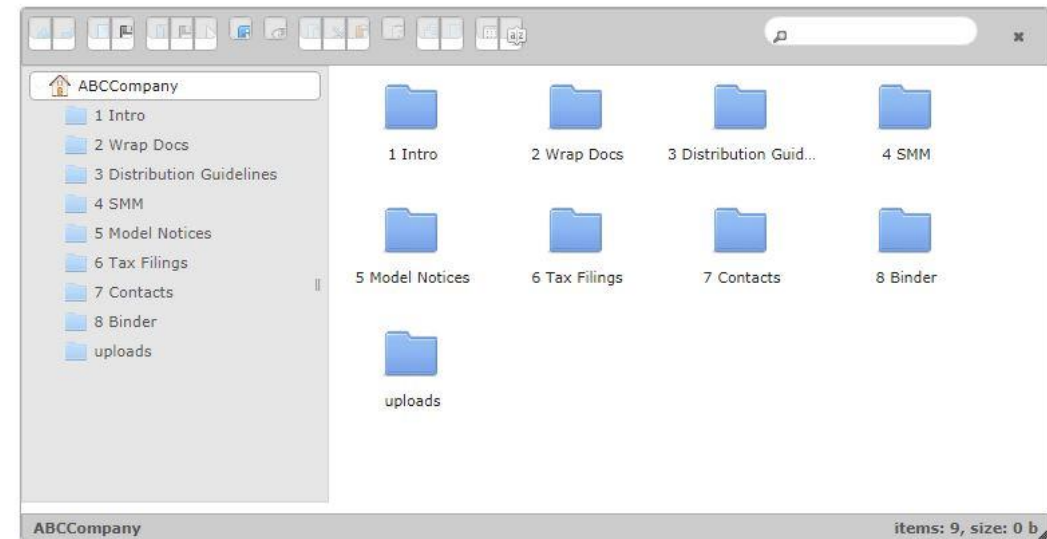 ABCCompany
1 Intro
2 Wrap Docs
3 Distribution Guidelines
4 SMM
5 Model Notices
6 Tax Filings
7 Contacts
8 Binder
uploads
1 Intro
2 Wrap Docs
3 Distribution Guid...
4 SMM
5 Model Notices
6 Tax Filings
7 Contacts
8 Binder
uploads
ABCCompany
items: 9, size: 0 b